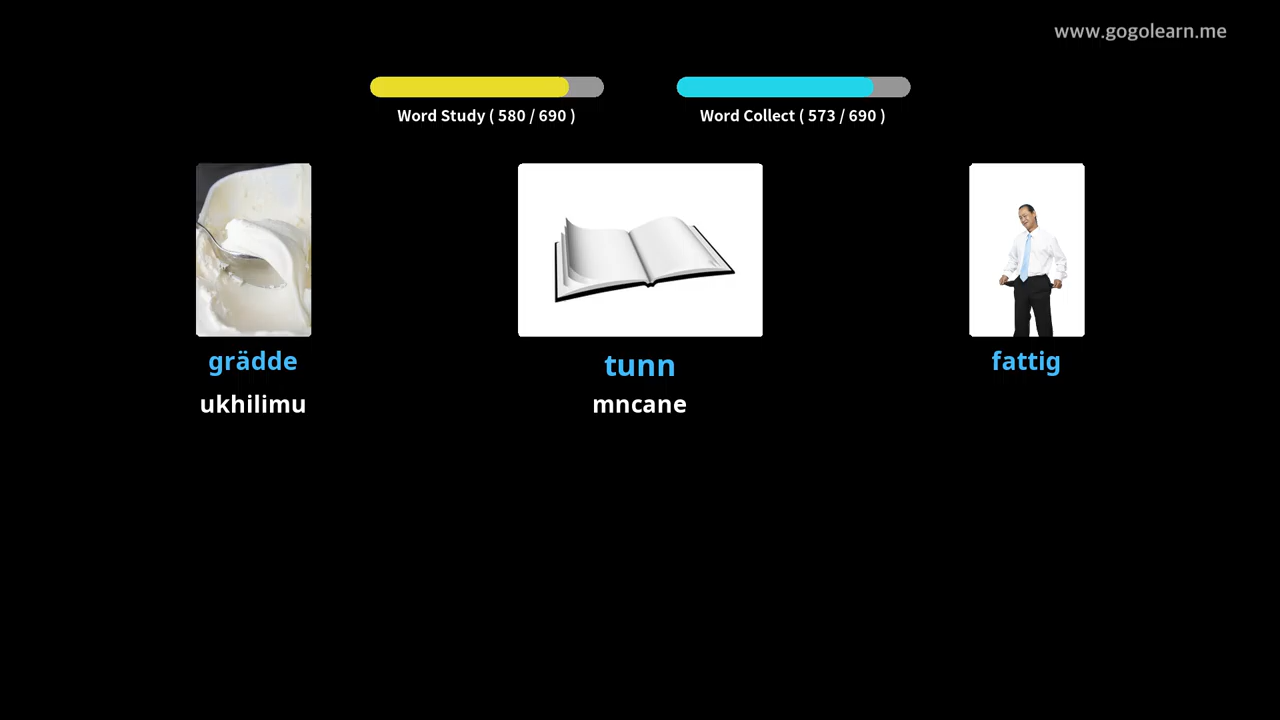 www.gogolearn.me
Word Study ( 580 / 690 )
Word Collect ( 573 / 690 )
grädde
tunn
fattig
ukhilimu
mncane